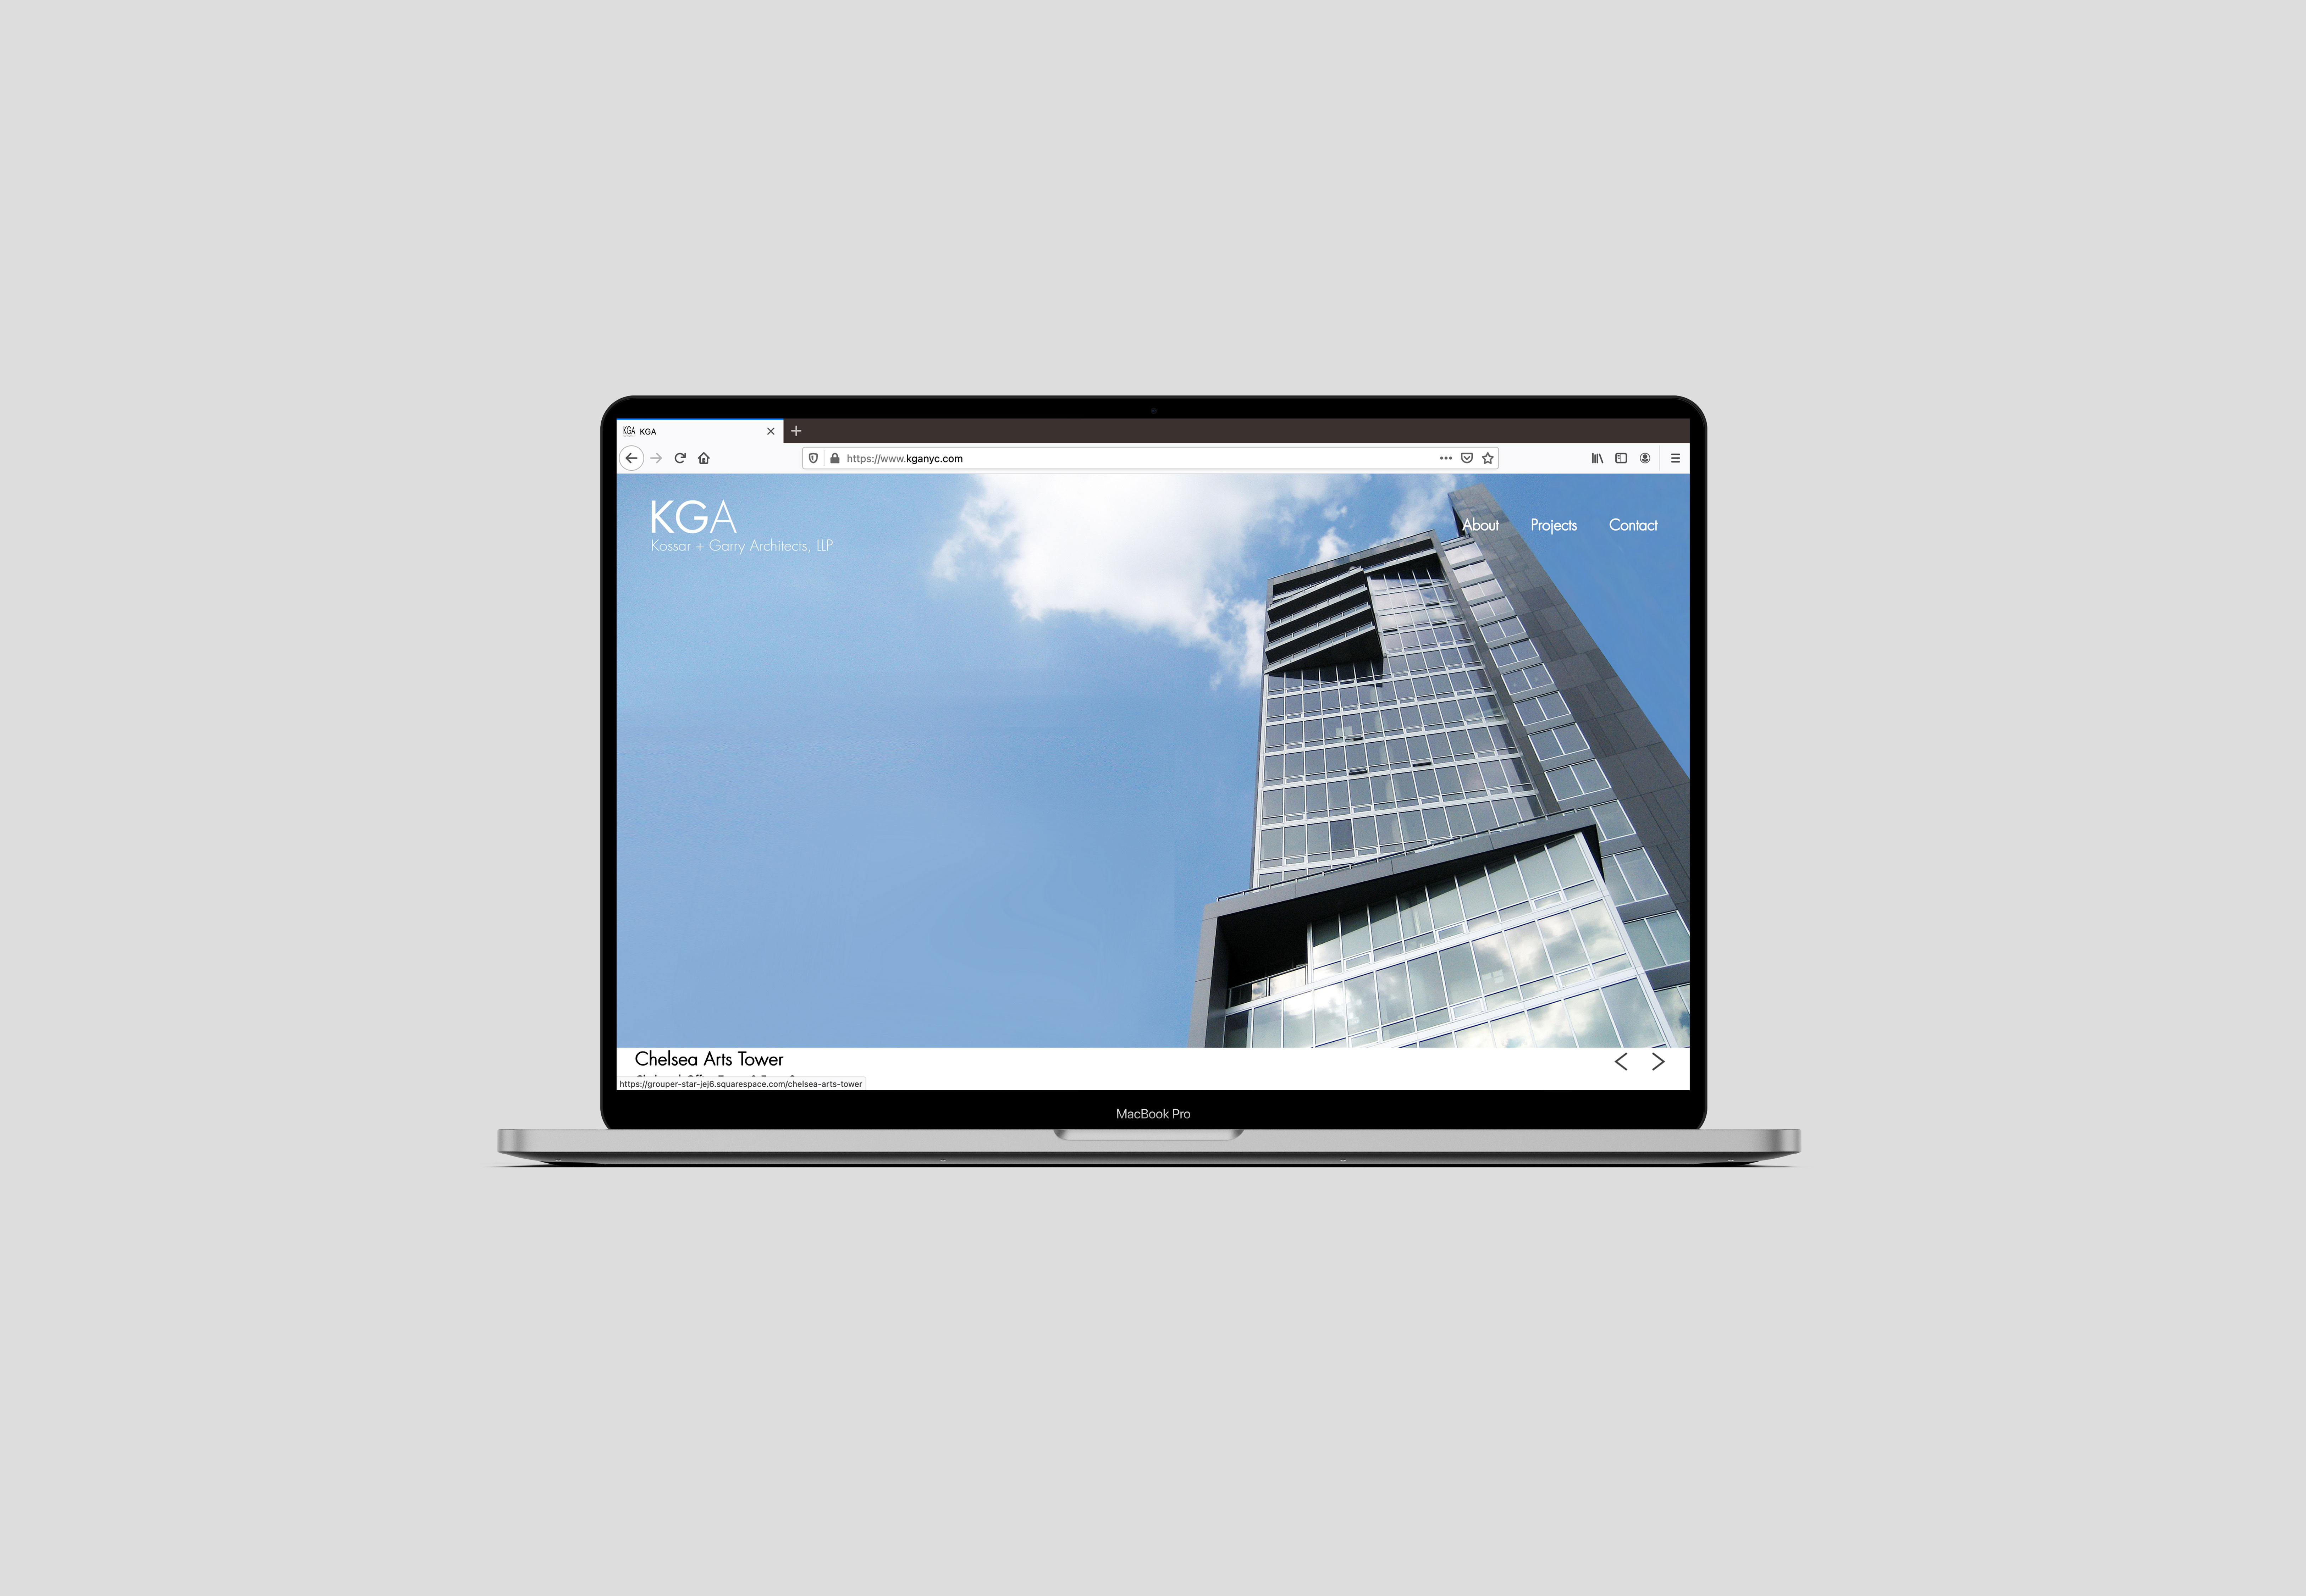 KGA KGA
https://www.kganyc.com
KGA
Kossar + Garry Architects, LLP
About Projects Contact
Chelsea Arts Tower
https://grouper-star-jej6.squarespace.com/chelsea-arts-tower
MacBook Pro